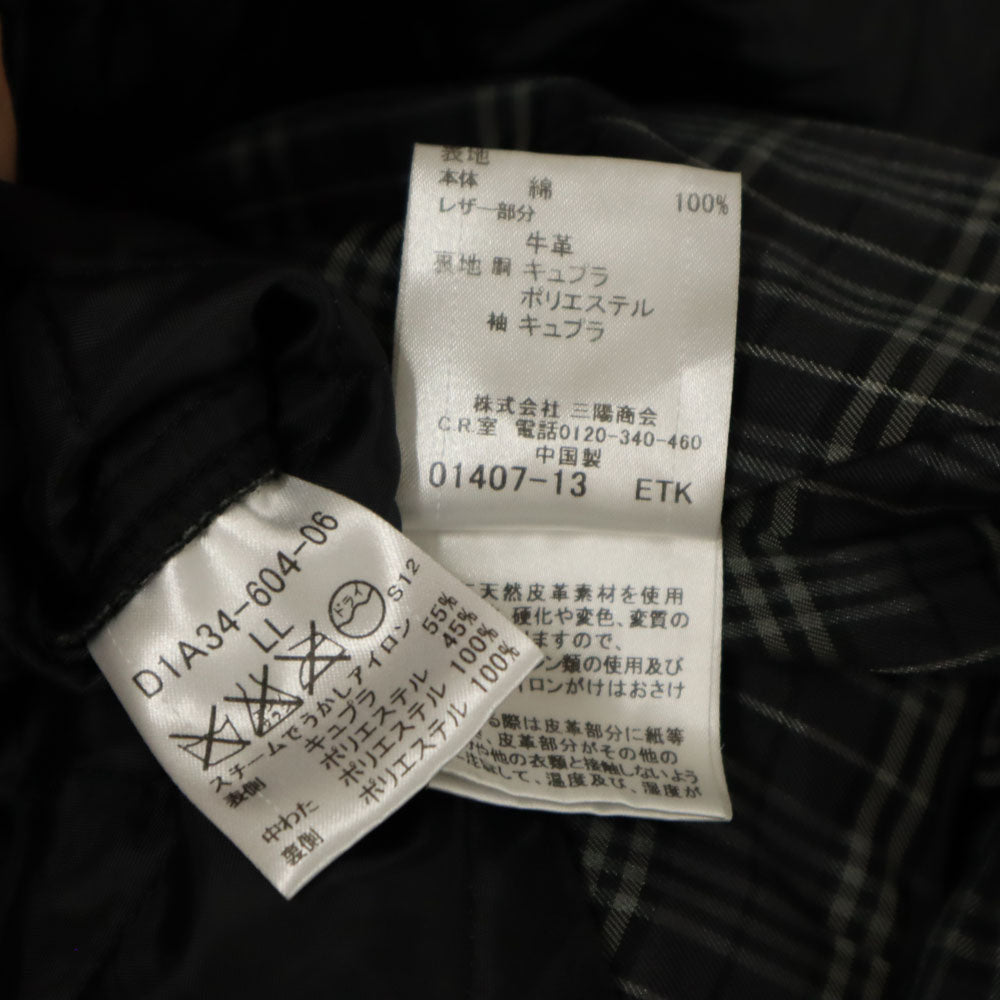 表地
本体 綿 100%
レザー部分
牛革
裏地 胴 キュプラ
ポリエステル
袖 キュプラ
株式会社 三陽商会
C.R.室 電話0120-340-460
中国製
01407-13 ETK
天然皮革素材を使用
硬化や変色、変質の
ますので、
ン類の使用及び
イロンがけはおさけ
る際は皮革部分に紙等
や、皮革部分がその他の
や他の衣類と接触しないよう
注意して、温度及び、湿度が
D1A34-604-06
LL
ドライ
S12
スチームでうかしアイロン
表側 キュプラ 55%
ポリエステル 45%
中わた ポリエステル 100%
裏側 ポリエステル 100%